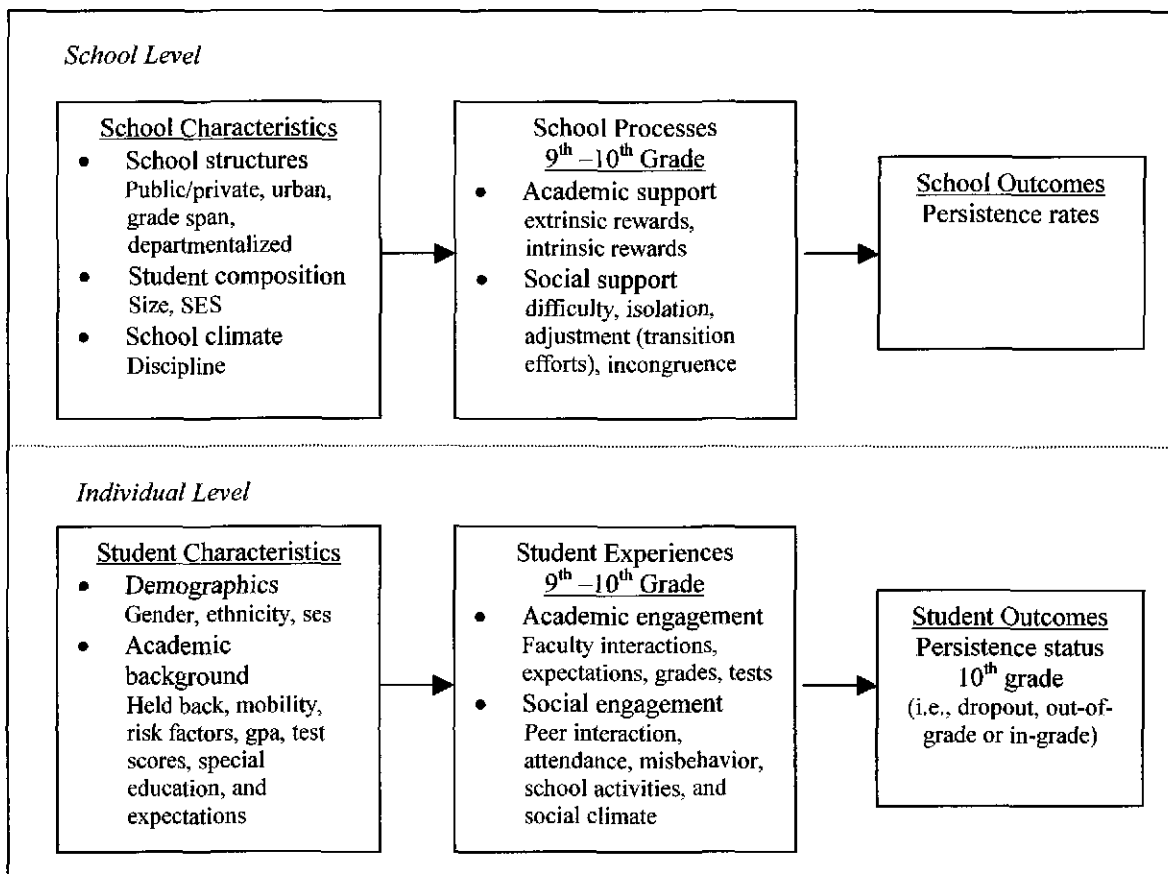 School Level
School Characteristics
• School structures
Public/private, urban,
grade span,
departmentalized
• Student composition
Size, SES
• School climate
Discipline
School Processes
9th –10th Grade
• Academic support
extrinsic rewards,
intrinsic rewards
• Social support
difficulty, isolation,
adjustment (transition
efforts), incongruence
School Outcomes
Persistence rates
Individual Level
Student Characteristics
• Demographics
Gender, ethnicity, ses
• Academic
background
Held back, mobility,
risk factors, gpa, test
scores, special
education, and
expectations
Student Experiences
9th –10th Grade
• Academic engagement
Faculty interactions,
expectations, grades, tests
• Social engagement
Peer interaction,
attendance, misbehavior,
school activities, and
social climate
Student Outcomes
Persistence status
10th grade
(i.e., dropout, out-of-
grade or in-grade)